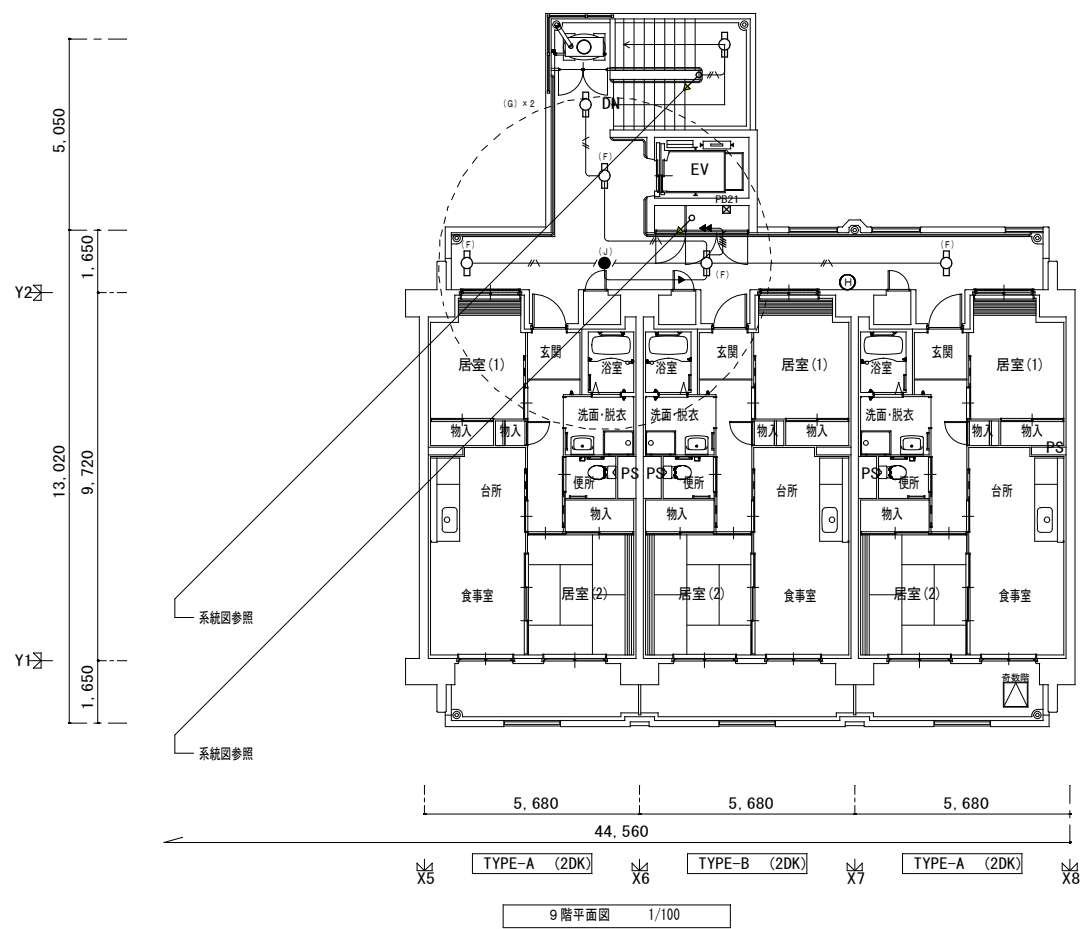 (G)×2
DN
5,050
(F)
EV
PB21
1,650
(F)
(J)
(F)
(F)
Y2
H
居室(1)
玄関
浴室
浴室
玄関
居室(1)
浴室
玄関
居室(1)
洗面・脱衣
洗面・脱衣
洗面・脱衣
物入
物入
物入
物入
物入
物入
PS
13,020
9,720
台所
便所
PS
PS
便所
台所
PS
便所
台所
物入
物入
物入
食事室
居室(2)
居室(2)
食事室
居室(2)
食事室
系統図参照
Y1
1,650
奇数階
系統図参照
5,680
5,680
5,680
44,560
TYPE-A (2DK)
TYPE-B (2DK)
TYPE-A (2DK)
X5
X6
X7
X8
9階平面図 1/100